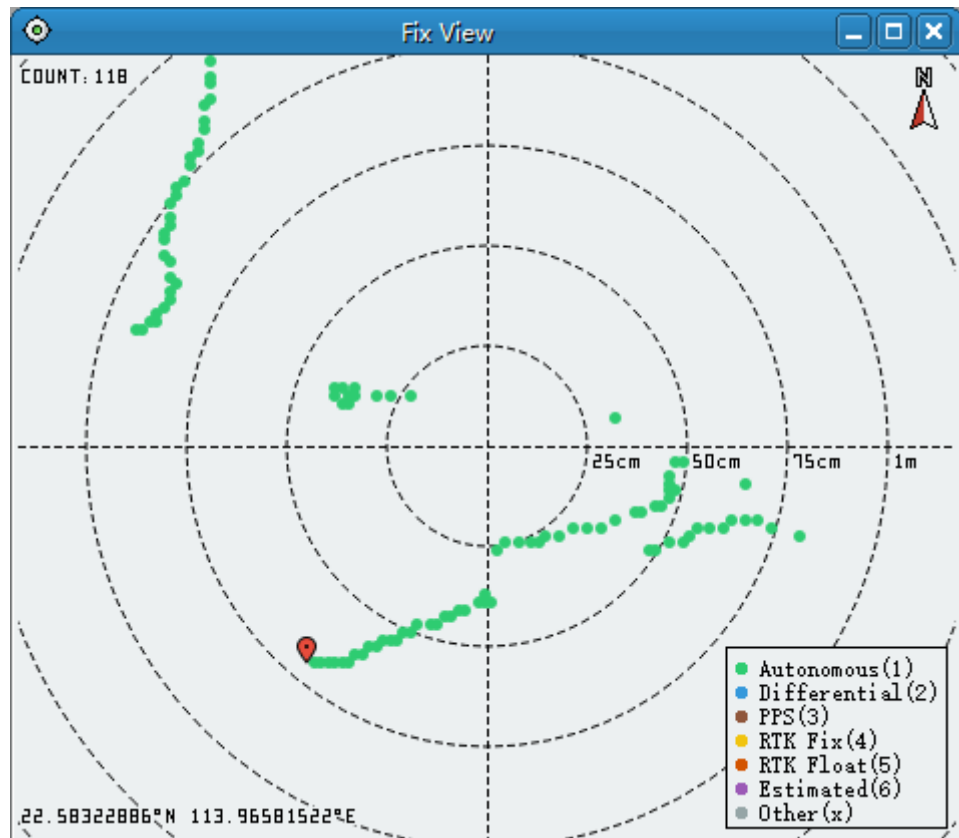 Fix View
COUNT:118
N
25cm 50cm 75cm 1m
Autonomous(1)
Differential(2)
PPS(3)
RTK Fix(4)
RTK Float(5)
Estimated(6)
Other(x)
22.58322886°N 113.96581522°E